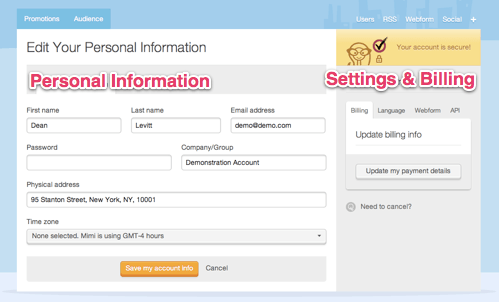 Promotions Audience Users RSS Webform Social +
Edit Your Personal Information
Your account is secure!
Personal Information
Settings & Billing
First name Last name Email address
Dean Levitt demo@demo.com
Password Company/Group
Demonstration Account
Physical address
95 Stanton Street, New York, NY, 10001
Time zone
None selected. Mimi is using GMT-4 hours
Save my account info Cancel
Billing Language Webform API
Update billing info
Update my payment details
Need to cancel?